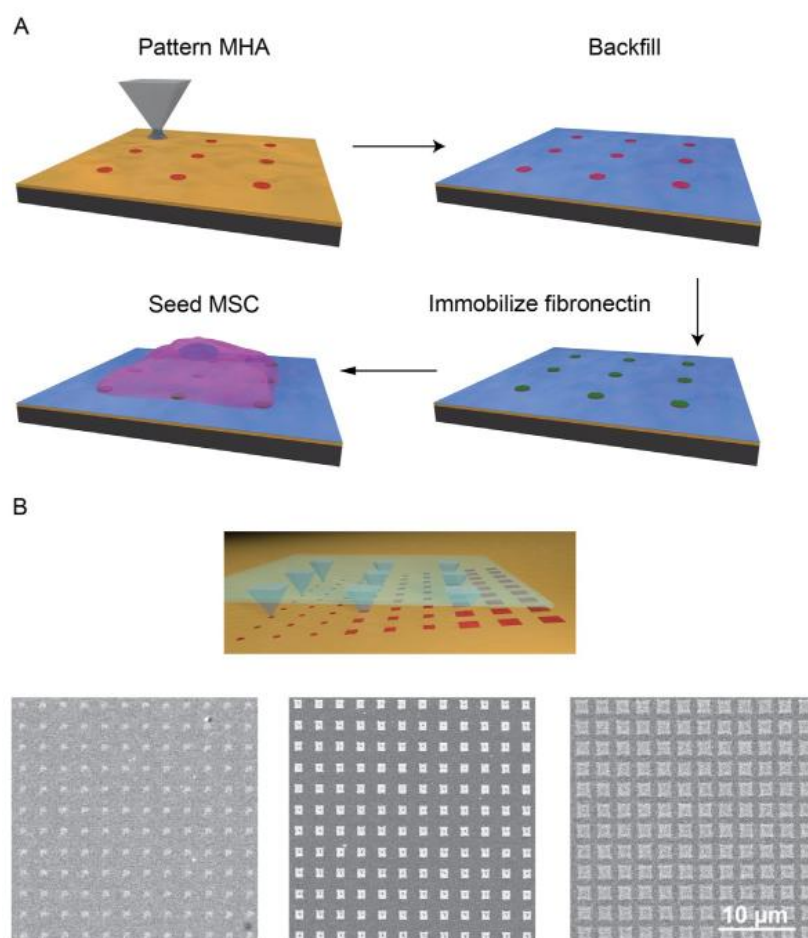 A
Pattern MHA
Backfill
Seed MSC
Immobilize fibronectin
B
10 µm